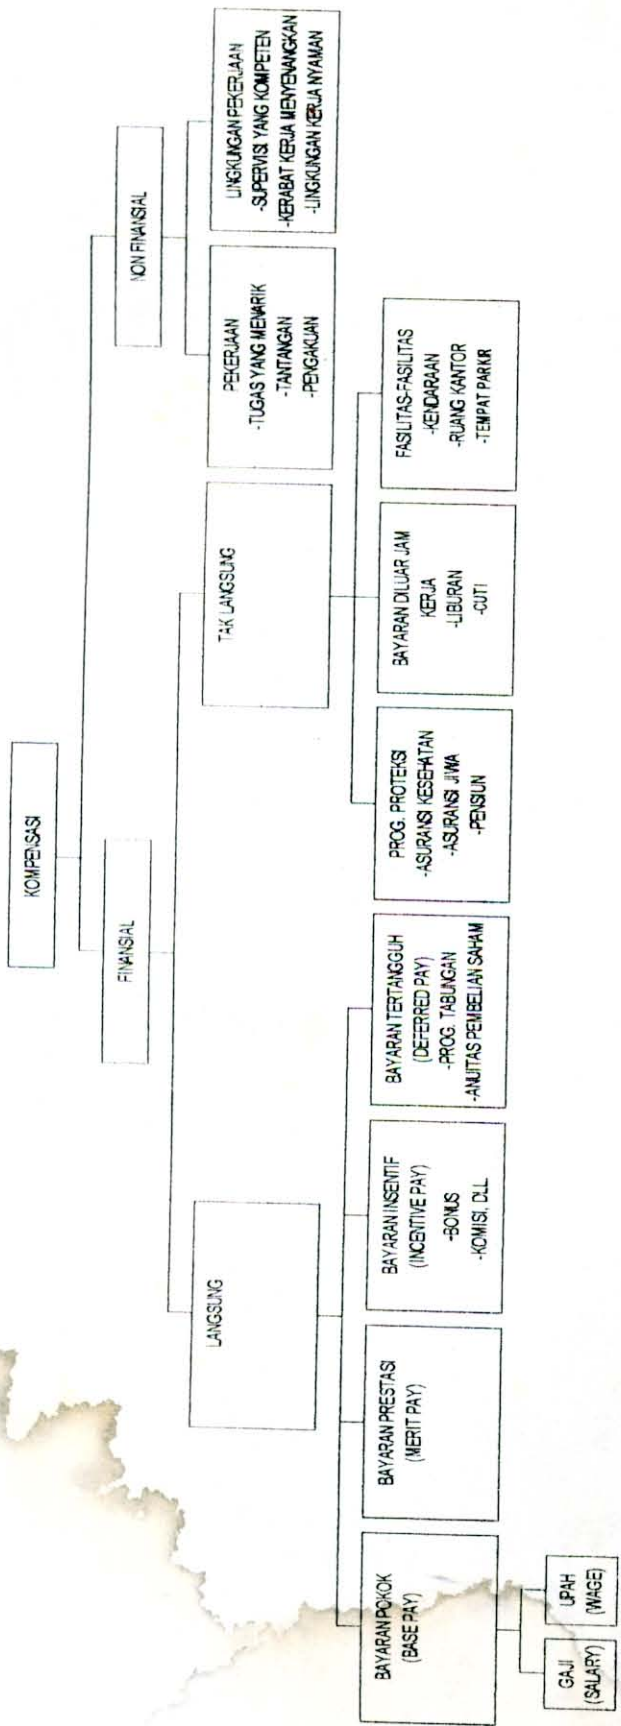 KOMPENSASI
FINANSIAL
NON FINANSIAL
LANGSUNG
TAK LANGSUNG
PEKERJAAN
-TUGAS YANG MENARIK
-TANTANGAN
-PENGAKUAN
LINGKUNGAN PEKERJAAN
-SUPERVISI YANG KOMPETEN
-KERABAT KERJA MENYENANGKAN
-LINGKUNGAN KERJA NYAMAN
BAYARAN POKOK
(BASE PAY)
BAYARAN PRESTASI
(MERIT PAY)
BAYARAN INSENTIF
(INCENTIVE PAY)
-BONUS
-KOMISI, DLL.
BAYARAN TERTANGGUH
(DEFERRED PAY)
-PROG. TABUNGAN
-ANUITAS PEMBELIAN SAHAM
PROG. PROTEKSI
-ASURANSI KESEHATAN
-ASURANSI JIWA
-PENSIUN
BAYARAN DILUAR JAM
KERJA
-LIBURAN
-CUTI
FASILITAS-FASILITAS
-KENDARAAN
-RUANG KANTOR
-TEMPAT PARKIR
GAJI
(SALARY)
UPAH
(WAGE)